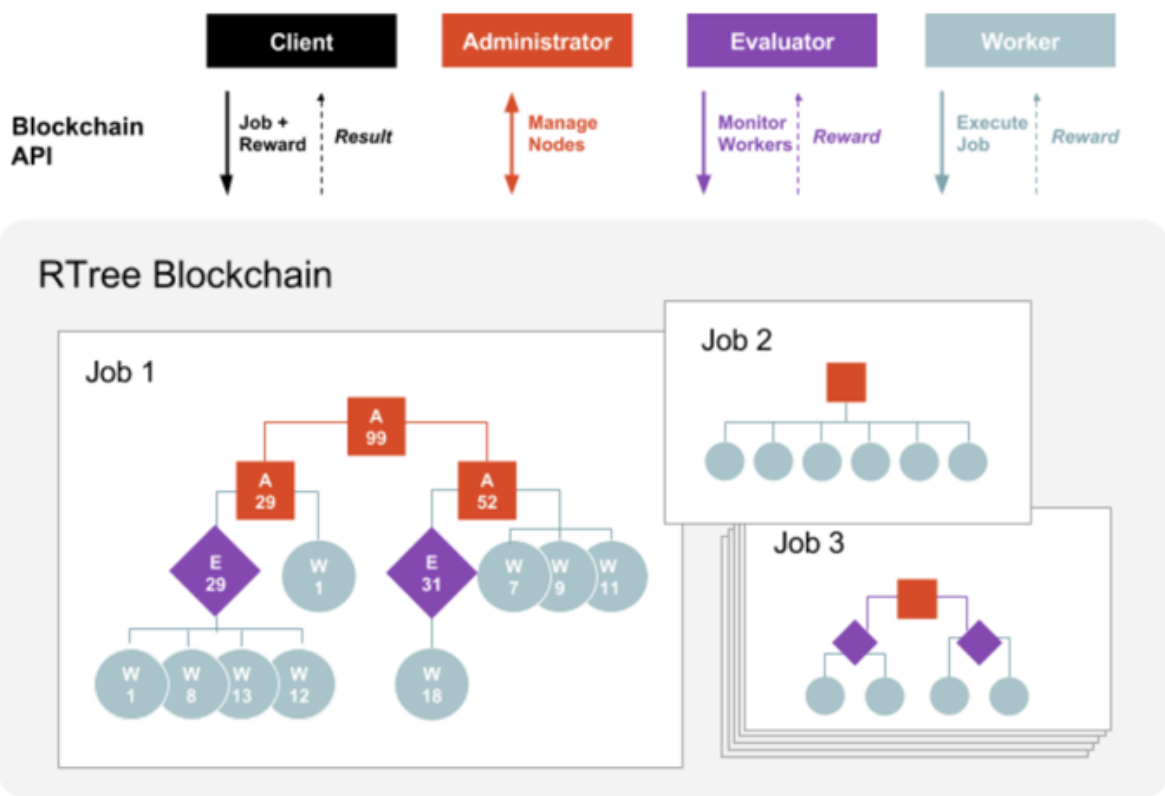 Client
Administrator
Evaluator
Worker
Blockchain
API
Job +
Reward
Result
Manage
Nodes
Monitor
Workers
Reward
Execute
Job
Reward
RTree Blockchain
Job 1
A
99
A
29
A
52
E
29
W
1
E
31
W
7
W
9
W
11
W
1
W
8
W
13
W
12
W
18
Job 2
Job 3